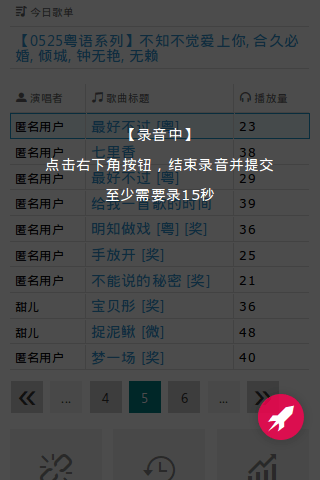 今日歌单
【0525粤语系列】不知不觉爱上你, 合久必
婚, 倾城, 钟无艳, 无赖
演唱者 歌曲标题 播放量
匿名用户 最好不过 [粤] 23
【录音中】
匿名用户 七里香 38
点击右下角按钮，结束录音并提交
匿名用户 最好不过 [粤] 29
至少需要录15秒
匿名用户 给我一首歌的时间 39
匿名用户 明知做戏 [粤] [奖] 36
匿名用户 手放开 [奖] 25
匿名用户 不能说的秘密 [奖] 21
甜儿 宝贝彤 [奖] 36
甜儿 捉泥鳅 [微] 48
匿名用户 梦一场 [奖] 40
« ... 4 5 6 ... »